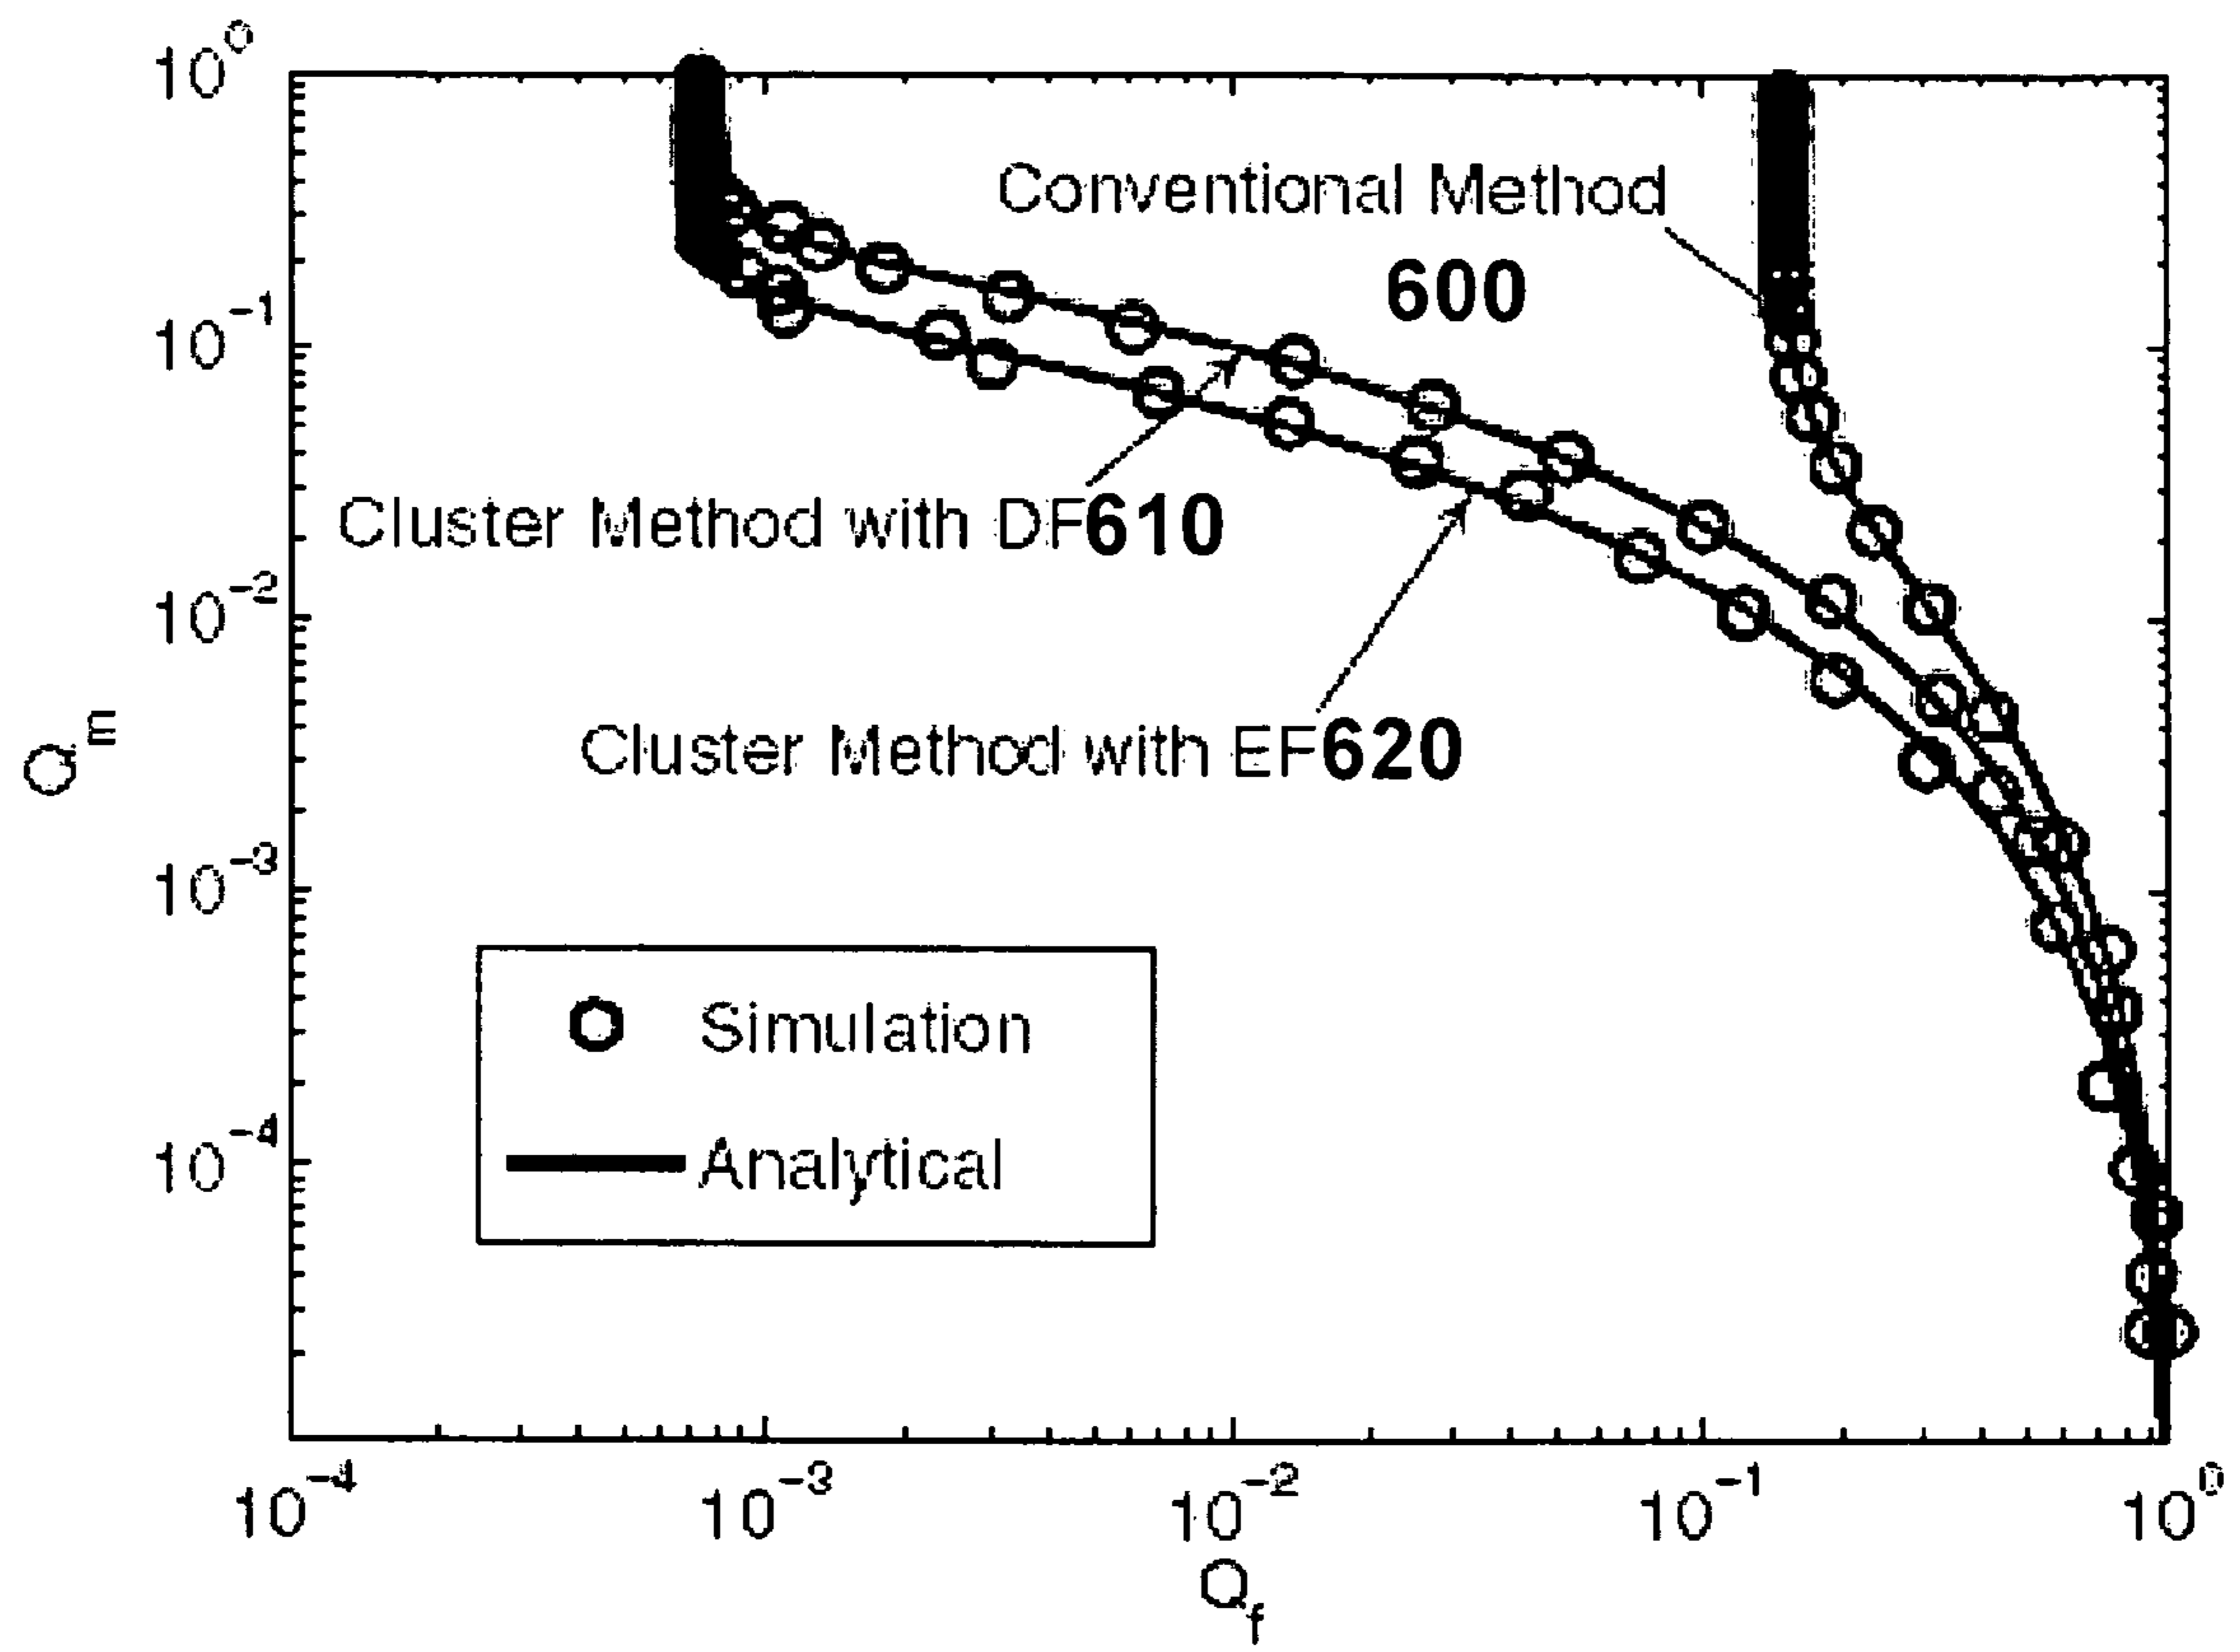 10^0
10^-1
10^-2
10^-3
10^-4
Q_m
Conventional Method
600
Cluster Method with DF610
Cluster Method with EF620
Simulation
Analytical
10^-4 10^-3 10^-2 10^-1 10^0
Q_f